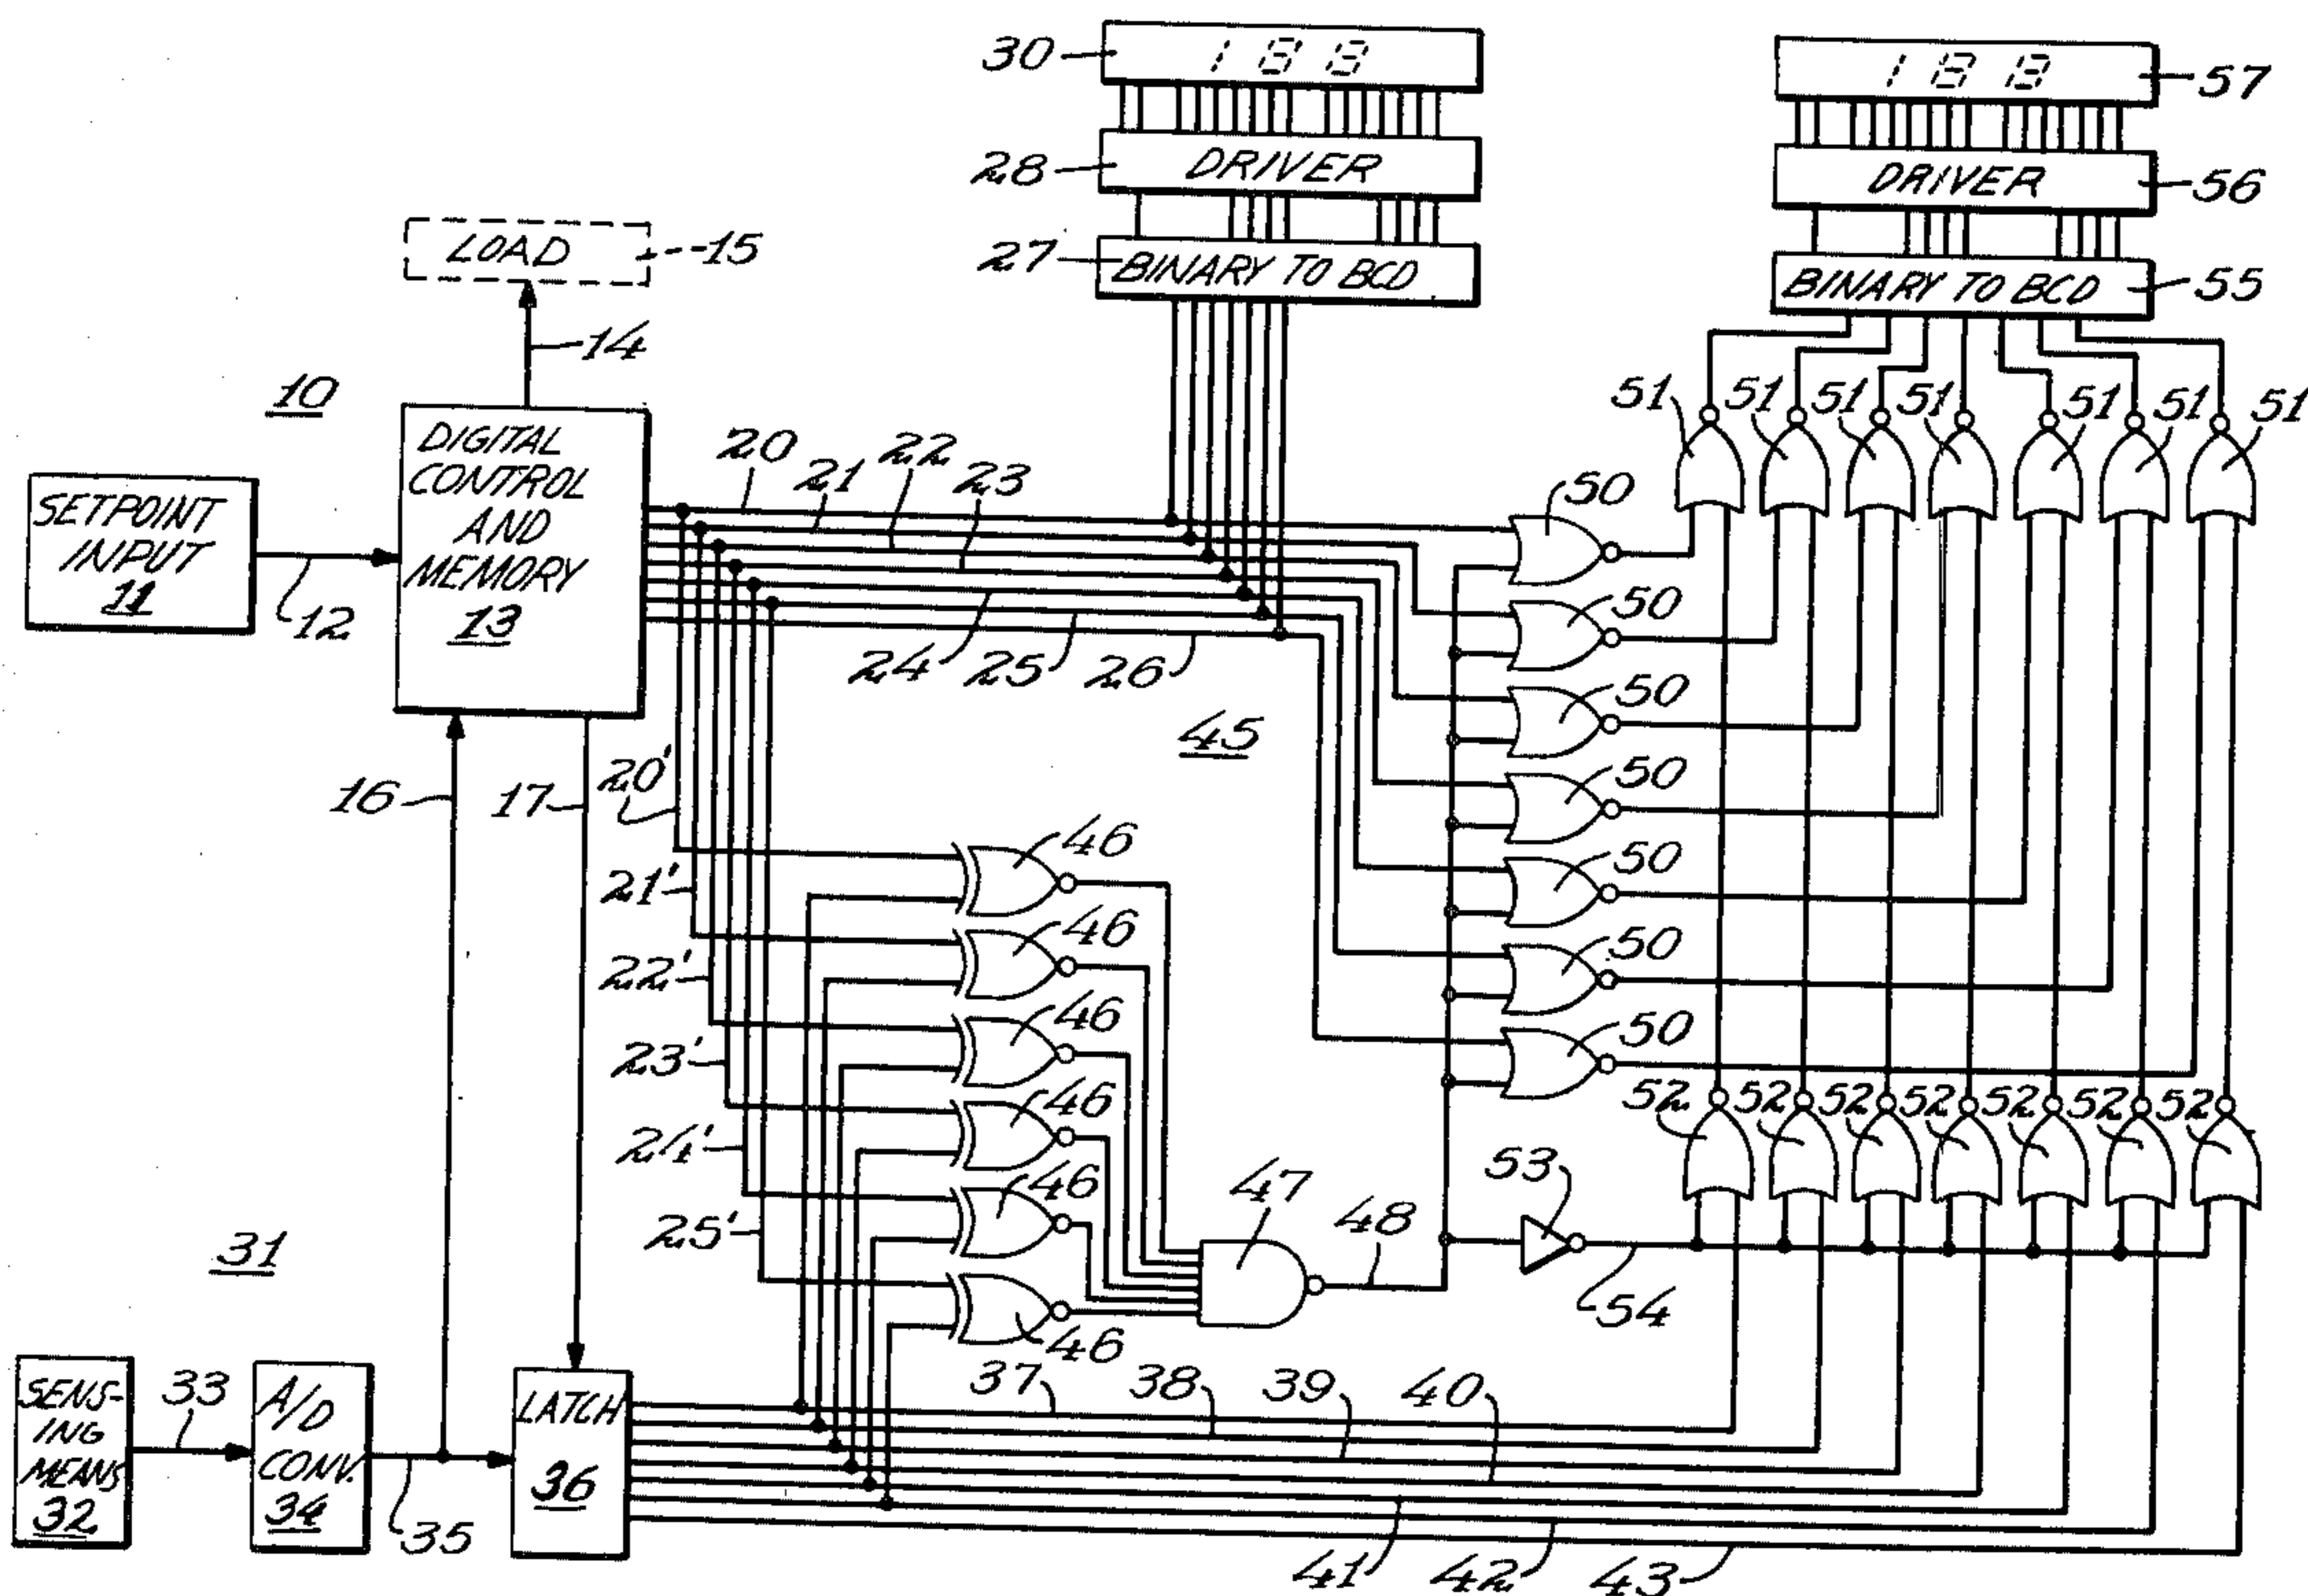 30
1 8 8
1 8 8
57
28
DRIVER
DRIVER
56
27
BINARY TO BCD
BINARY TO BCD
55
LOAD
15
14
10
51 51 51 51 51 51 51
SETPOINT
INPUT
11
12
DIGITAL
CONTROL
AND
MEMORY
13
20
21
22
23
24
25
26
50
50
50
50
50
50
50
45
16
17
20'
21'
22'
23'
24'
25'
46
46
46
46
46
46
47
48
52 52 52 52 52 52 52
53
54
31
SENS-
ING
MEANS
32
33
A/D
CONV.
34
35
LATCH
36
37
38
39
40
41
42
43